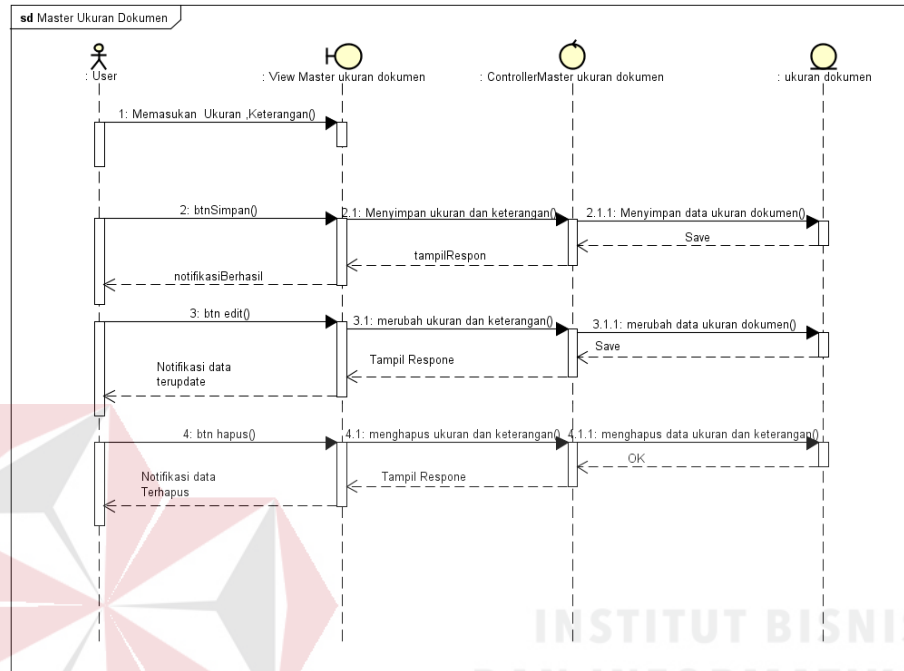 sd Master Ukuran Dokumen
: User
: View Master ukuran dokumen
: ControllerMaster ukuran dokumen
: ukuran dokumen
1: Memasukan Ukuran ,Keterangan()
2: btnSimpan()
2.1: Menyimpan ukuran dan keterangan()
2.1.1: Menyimpan data ukuran dokumen()
Save
tampilRespon
notifikasiBerhasil
3: btn edit()
3.1: merubah ukuran dan keterangan()
3.1.1: merubah data ukuran dokumen()
Save
Tampil Respone
Notifikasi data
terupdate
4: btn hapus()
4.1: menghapus ukuran dan keterangan()
4.1.1: menghapus data ukuran dan keterangan()
OK
Tampil Respone
Notifikasi data
Terhapus
INSTITUT BISNIS